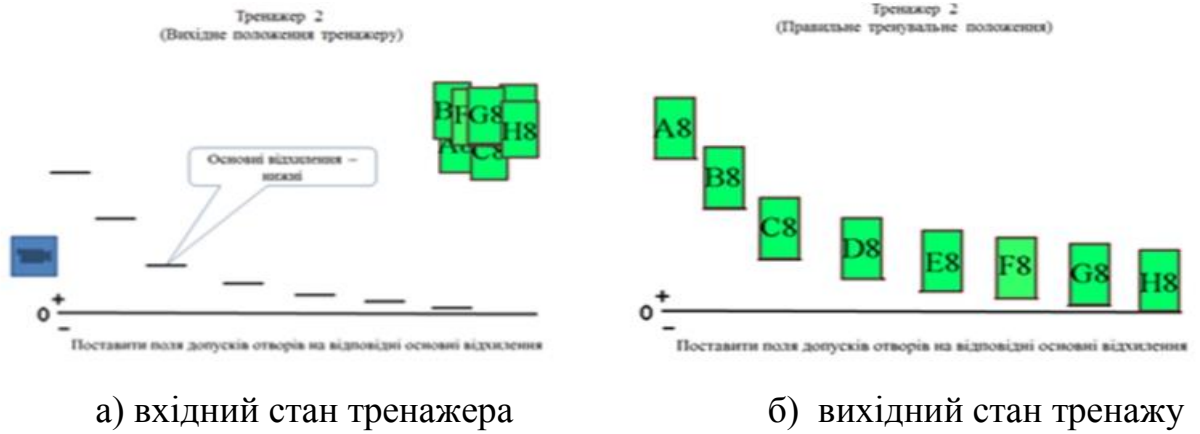 Тренажер 2
(Вихідне положення тренажеру)
B
F
G8
H8
A8
C8
Основні відхилення –
нижні
+
0
–
Поставити поля допусків отворів на відповідні основні відхилення
а) вхідний стан тренажера
Тренажер 2
(Правильне тренувальне положення)
A8
B8
C8
D8
E8
F8
G8
H8
+
0
–
Поставити поля допусків отворів на відповідні основні відхилення
б) вихідний стан тренажу